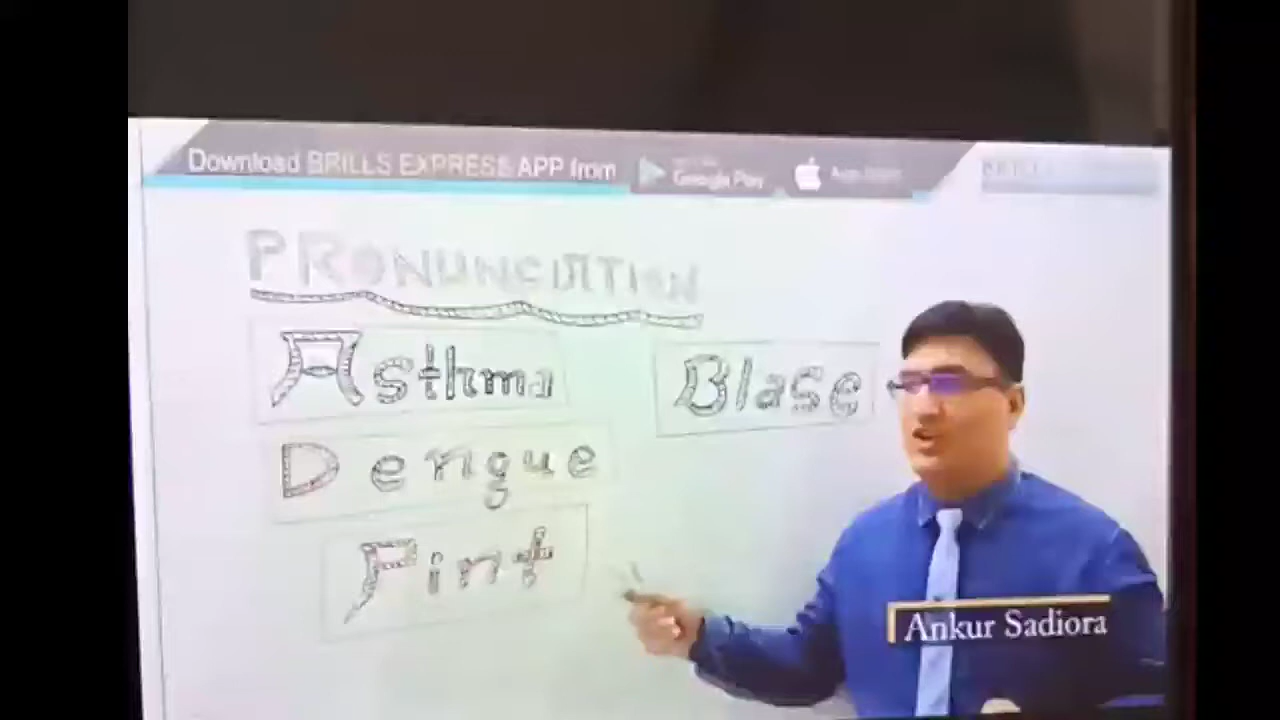 Download BRILLS EXPRESS APP from
Google Play
PRONUNCIATION
Asthma
Blase
Dengue
Pint
Ankur Sadiora